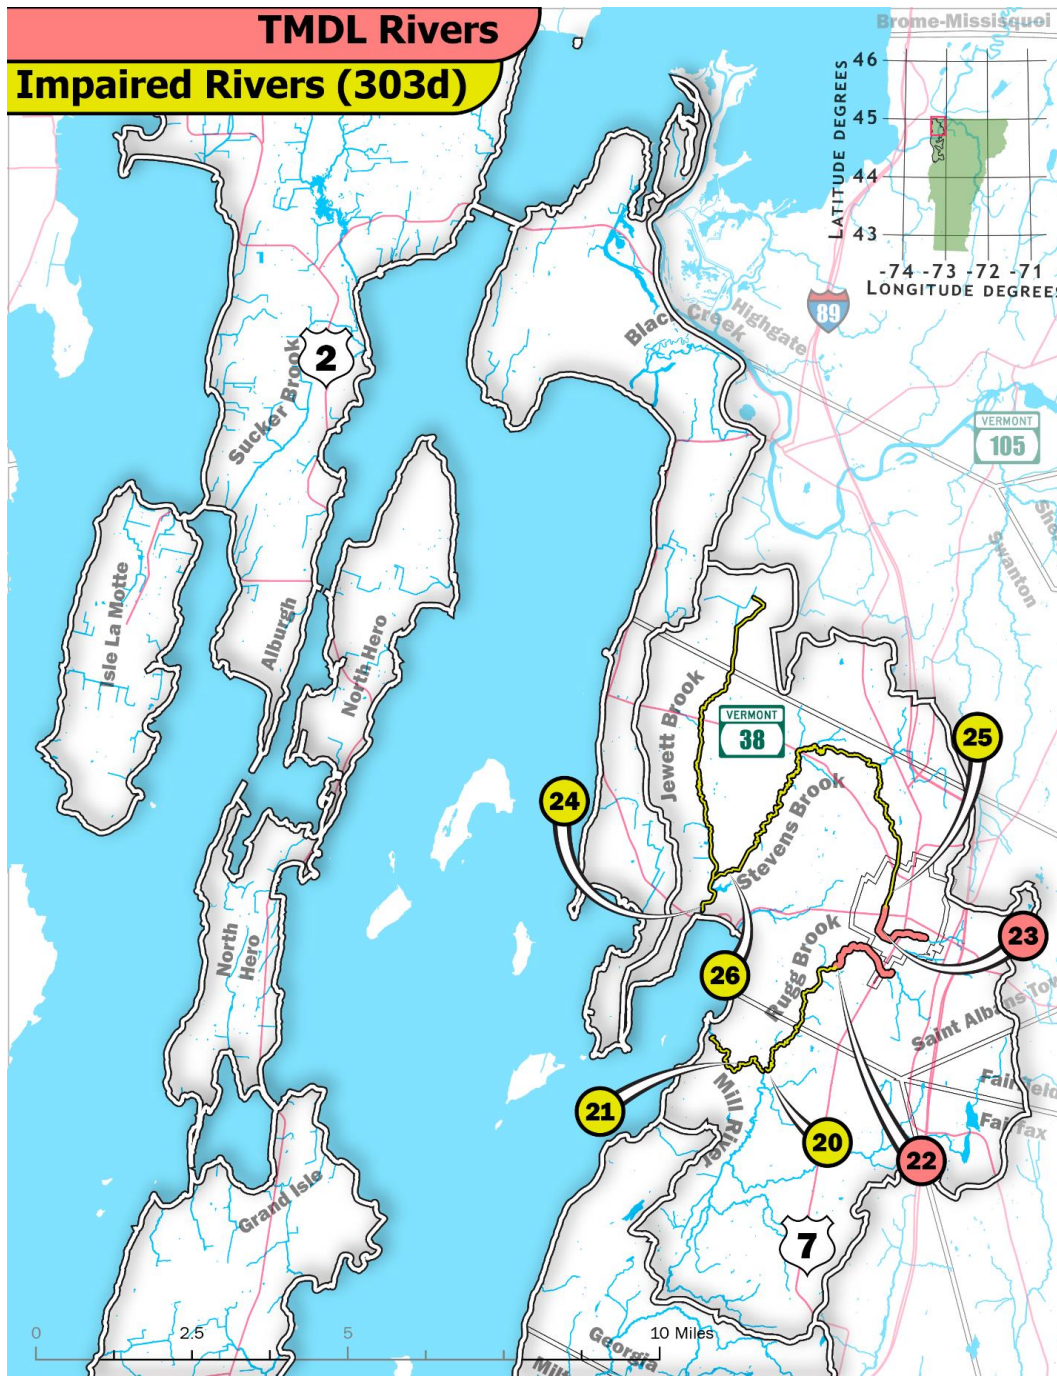 TMDL Rivers
Impaired Rivers (303d)
Brome-Missisquoi
LATITUDE DEGREES
46
45
44
43
-74 -73 -72 -71
LONGITUDE DEGREES
89
Highgate
Black Creek
2
Sucker Brook
VERMONT
105
Swanton
Isle La Motte
Alburgh
North Hero
Jewett Brook
VERMONT
38
25
24
Stevens Brook
North
Hero
Rugg Brook
23
26
Saint Albans Tow
Fairfield
Fairfax
21
Mill River
20
22
Grand Isle
7
0
2.5
5
10 Miles
Georgia